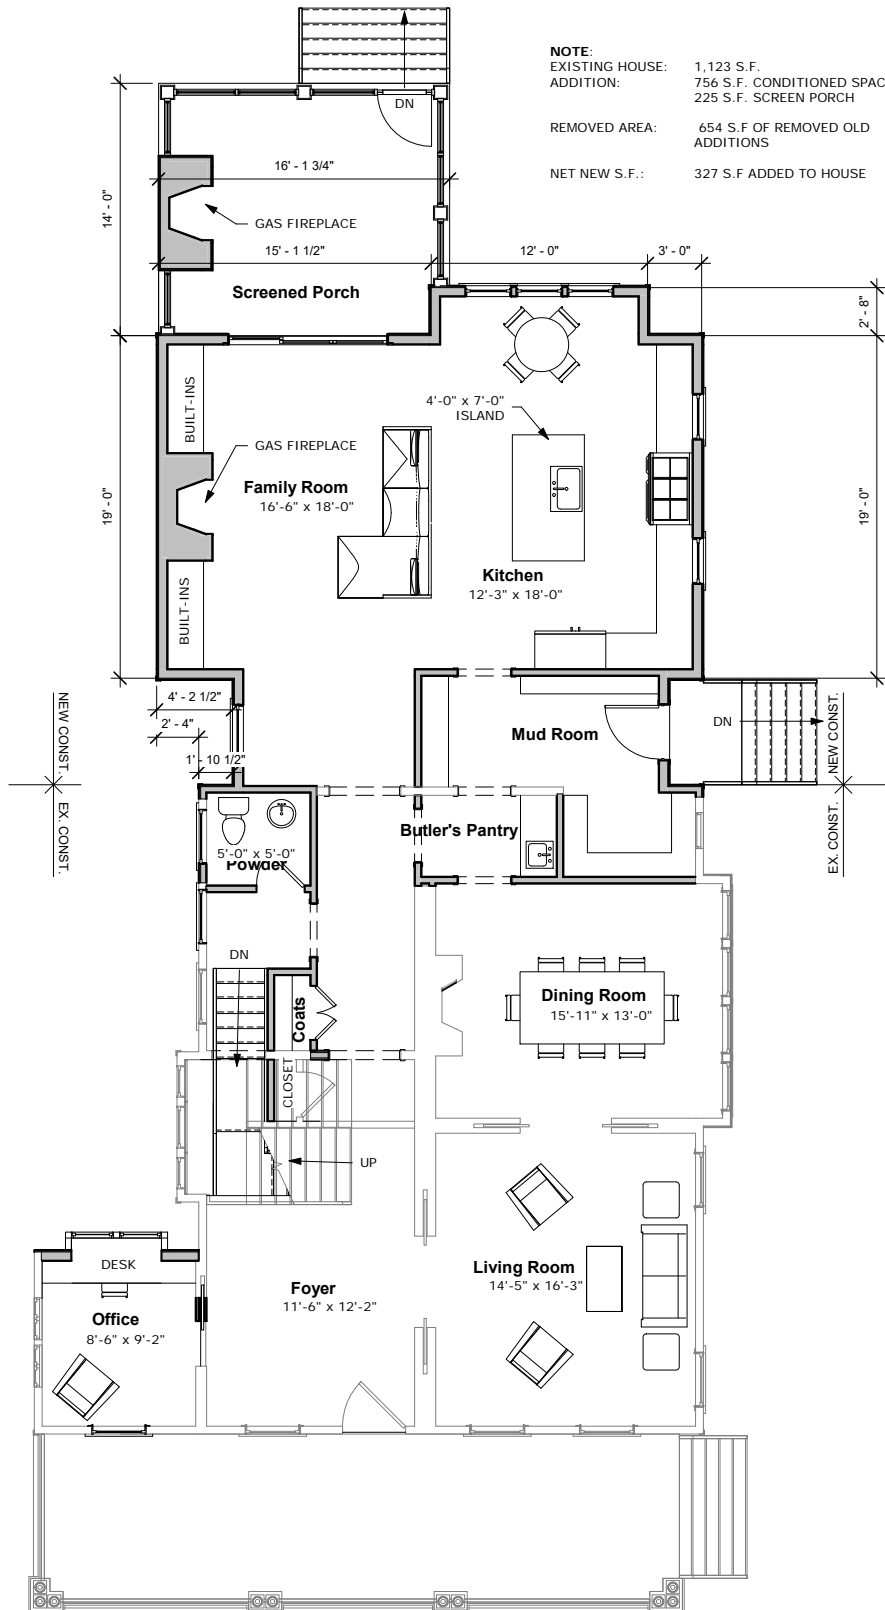 NOTE:
EXISTING HOUSE: 1,123 S.F.
ADDITION: 756 S.F. CONDITIONED SPAC
225 S.F. SCREEN PORCH
REMOVED AREA: 654 S.F OF REMOVED OLD
ADDITIONS
NET NEW S.F.: 327 S.F ADDED TO HOUSE
DN
16' - 1 3/4"
14' - 0"
GAS FIREPLACE
15' - 1 1/2"
12' - 0"
3' - 0"
Screened Porch
2' - 8"
BUILT-INS
4'-0" x 7'-0"
ISLAND
GAS FIREPLACE
Family Room
16'-6" x 18'-0"
19' - 0"
19' - 0"
Kitchen
12'-3" x 18'-0"
BUILT-INS
4' - 2 1/2"
2' - 4"
1' - 10 1/2"
NEW CONST.
EX. CONST.
Mud Room
DN
NEW CONST.
EX. CONST.
Butler's Pantry
5'-0" x 5'-0"
Powder
DN
Coats
Dining Room
15'-11" x 13'-0"
CLOSET
UP
DESK
Office
8'-6" x 9'-2"
Foyer
11'-6" x 12'-2"
Living Room
14'-5" x 16'-3"